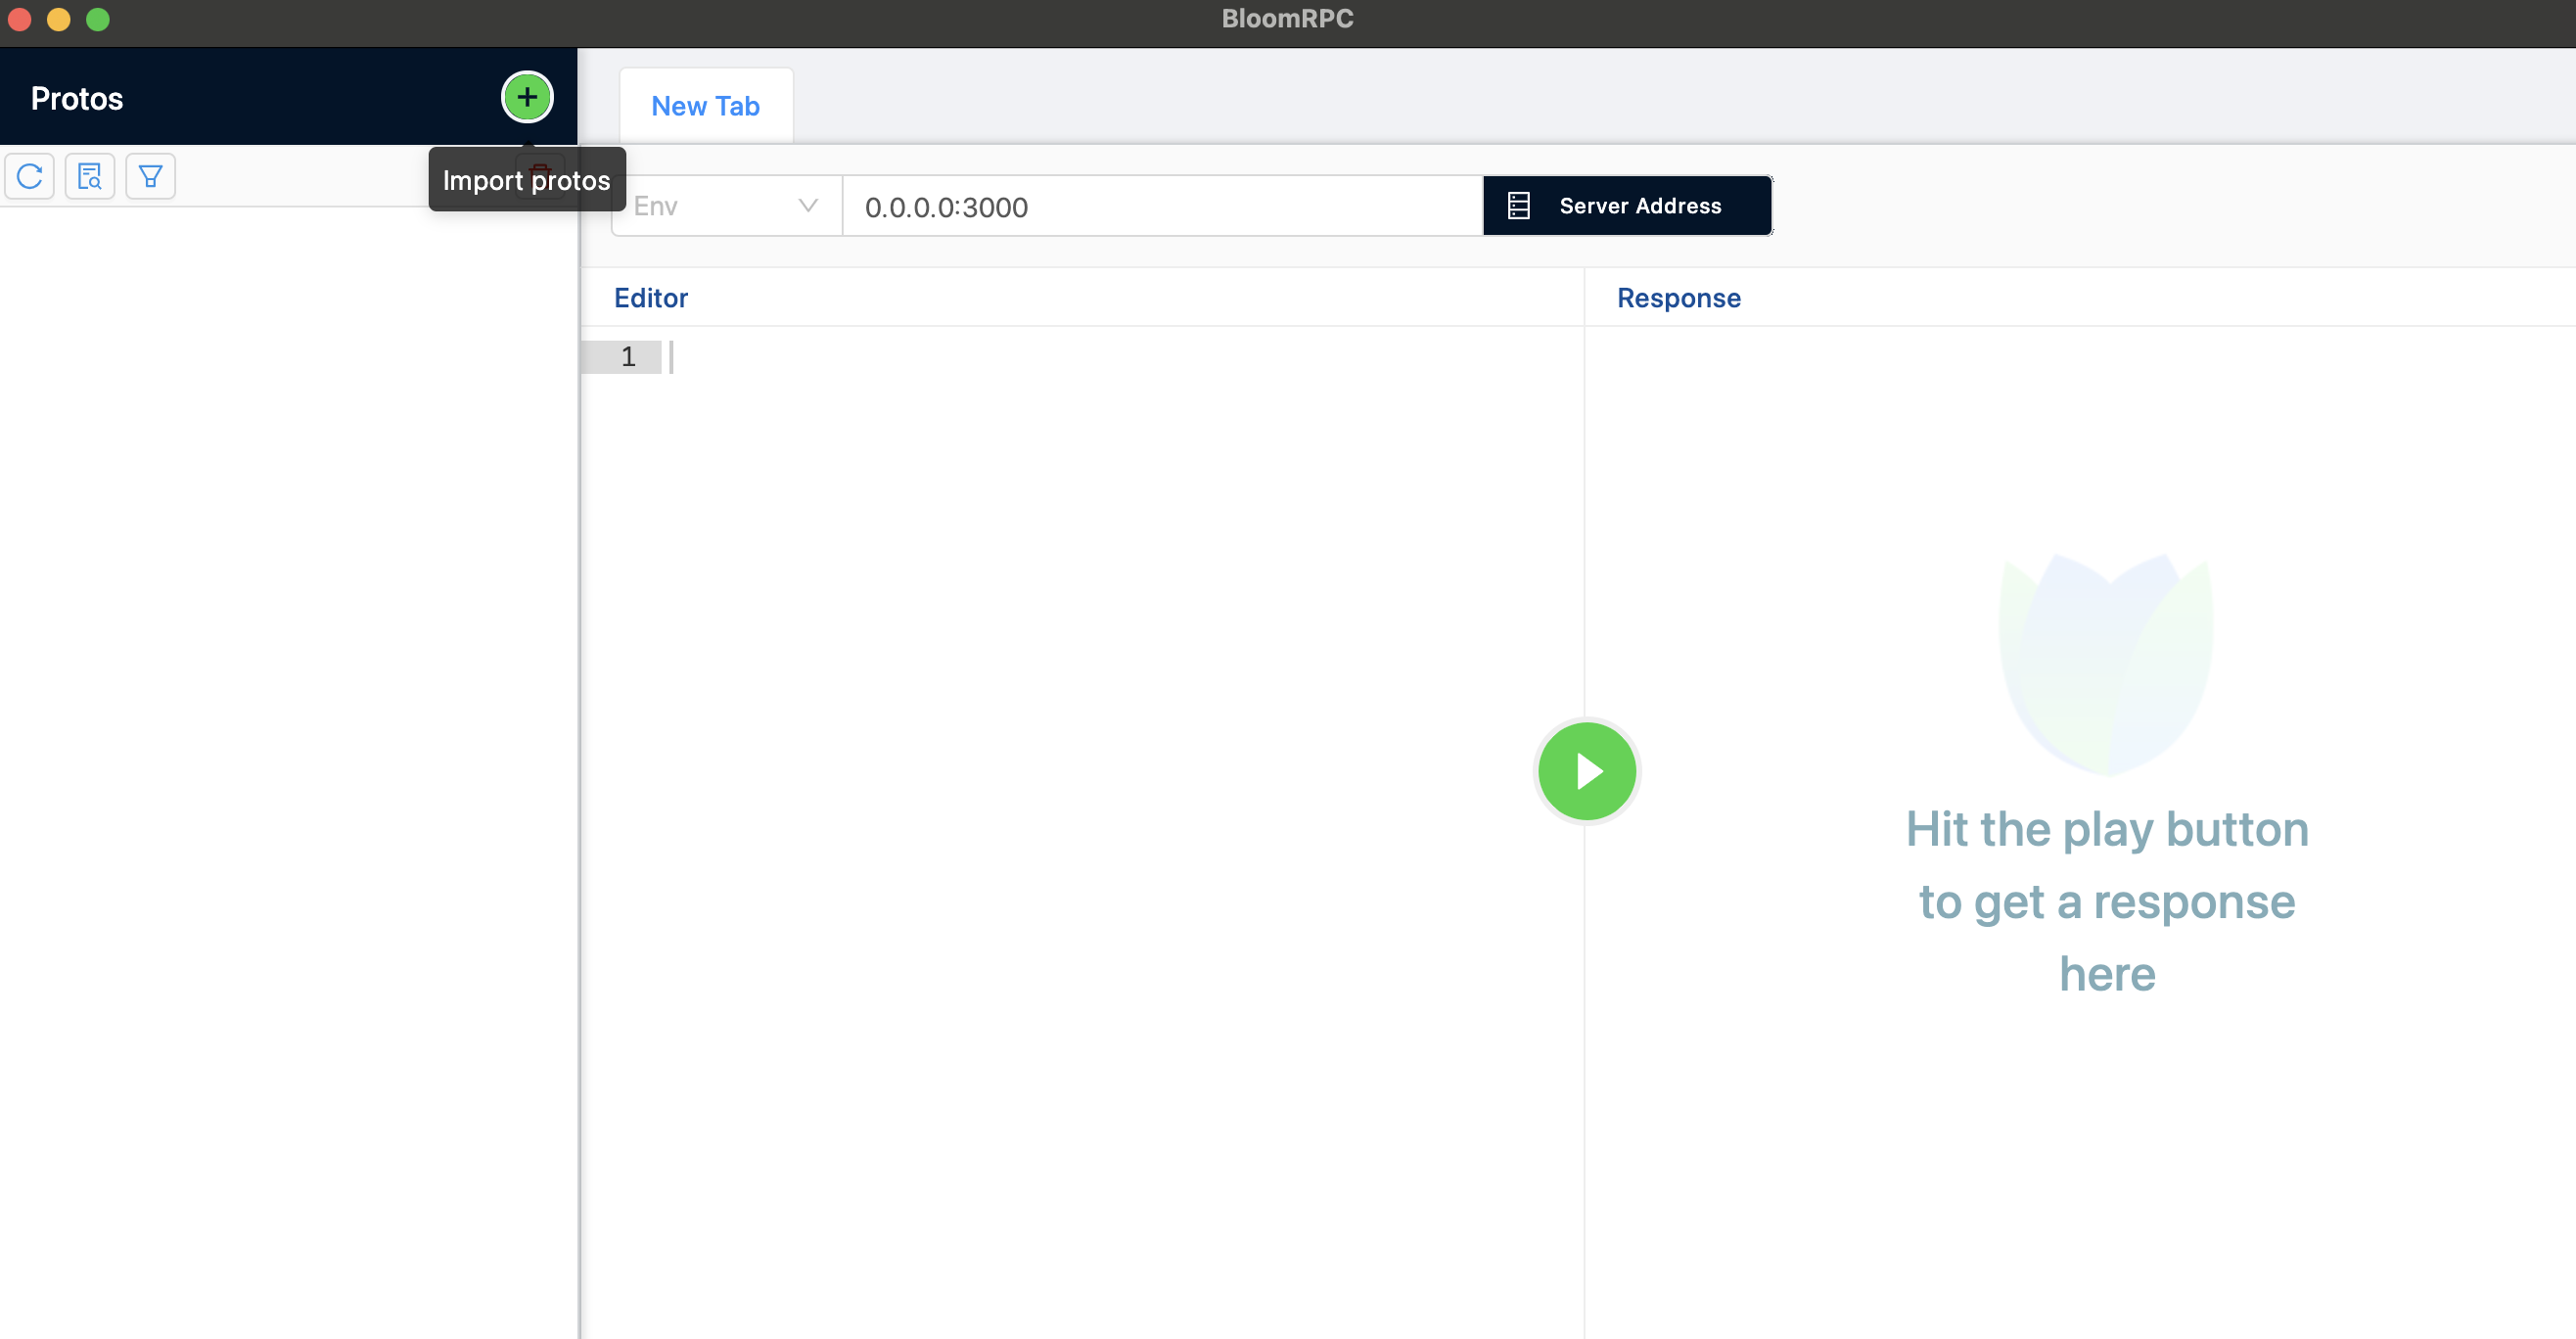 BloomRPC
Protos
New Tab
Import protos
Env
0.0.0.0:3000
Server Address
Editor
Response
1
Hit the play button
to get a response
here